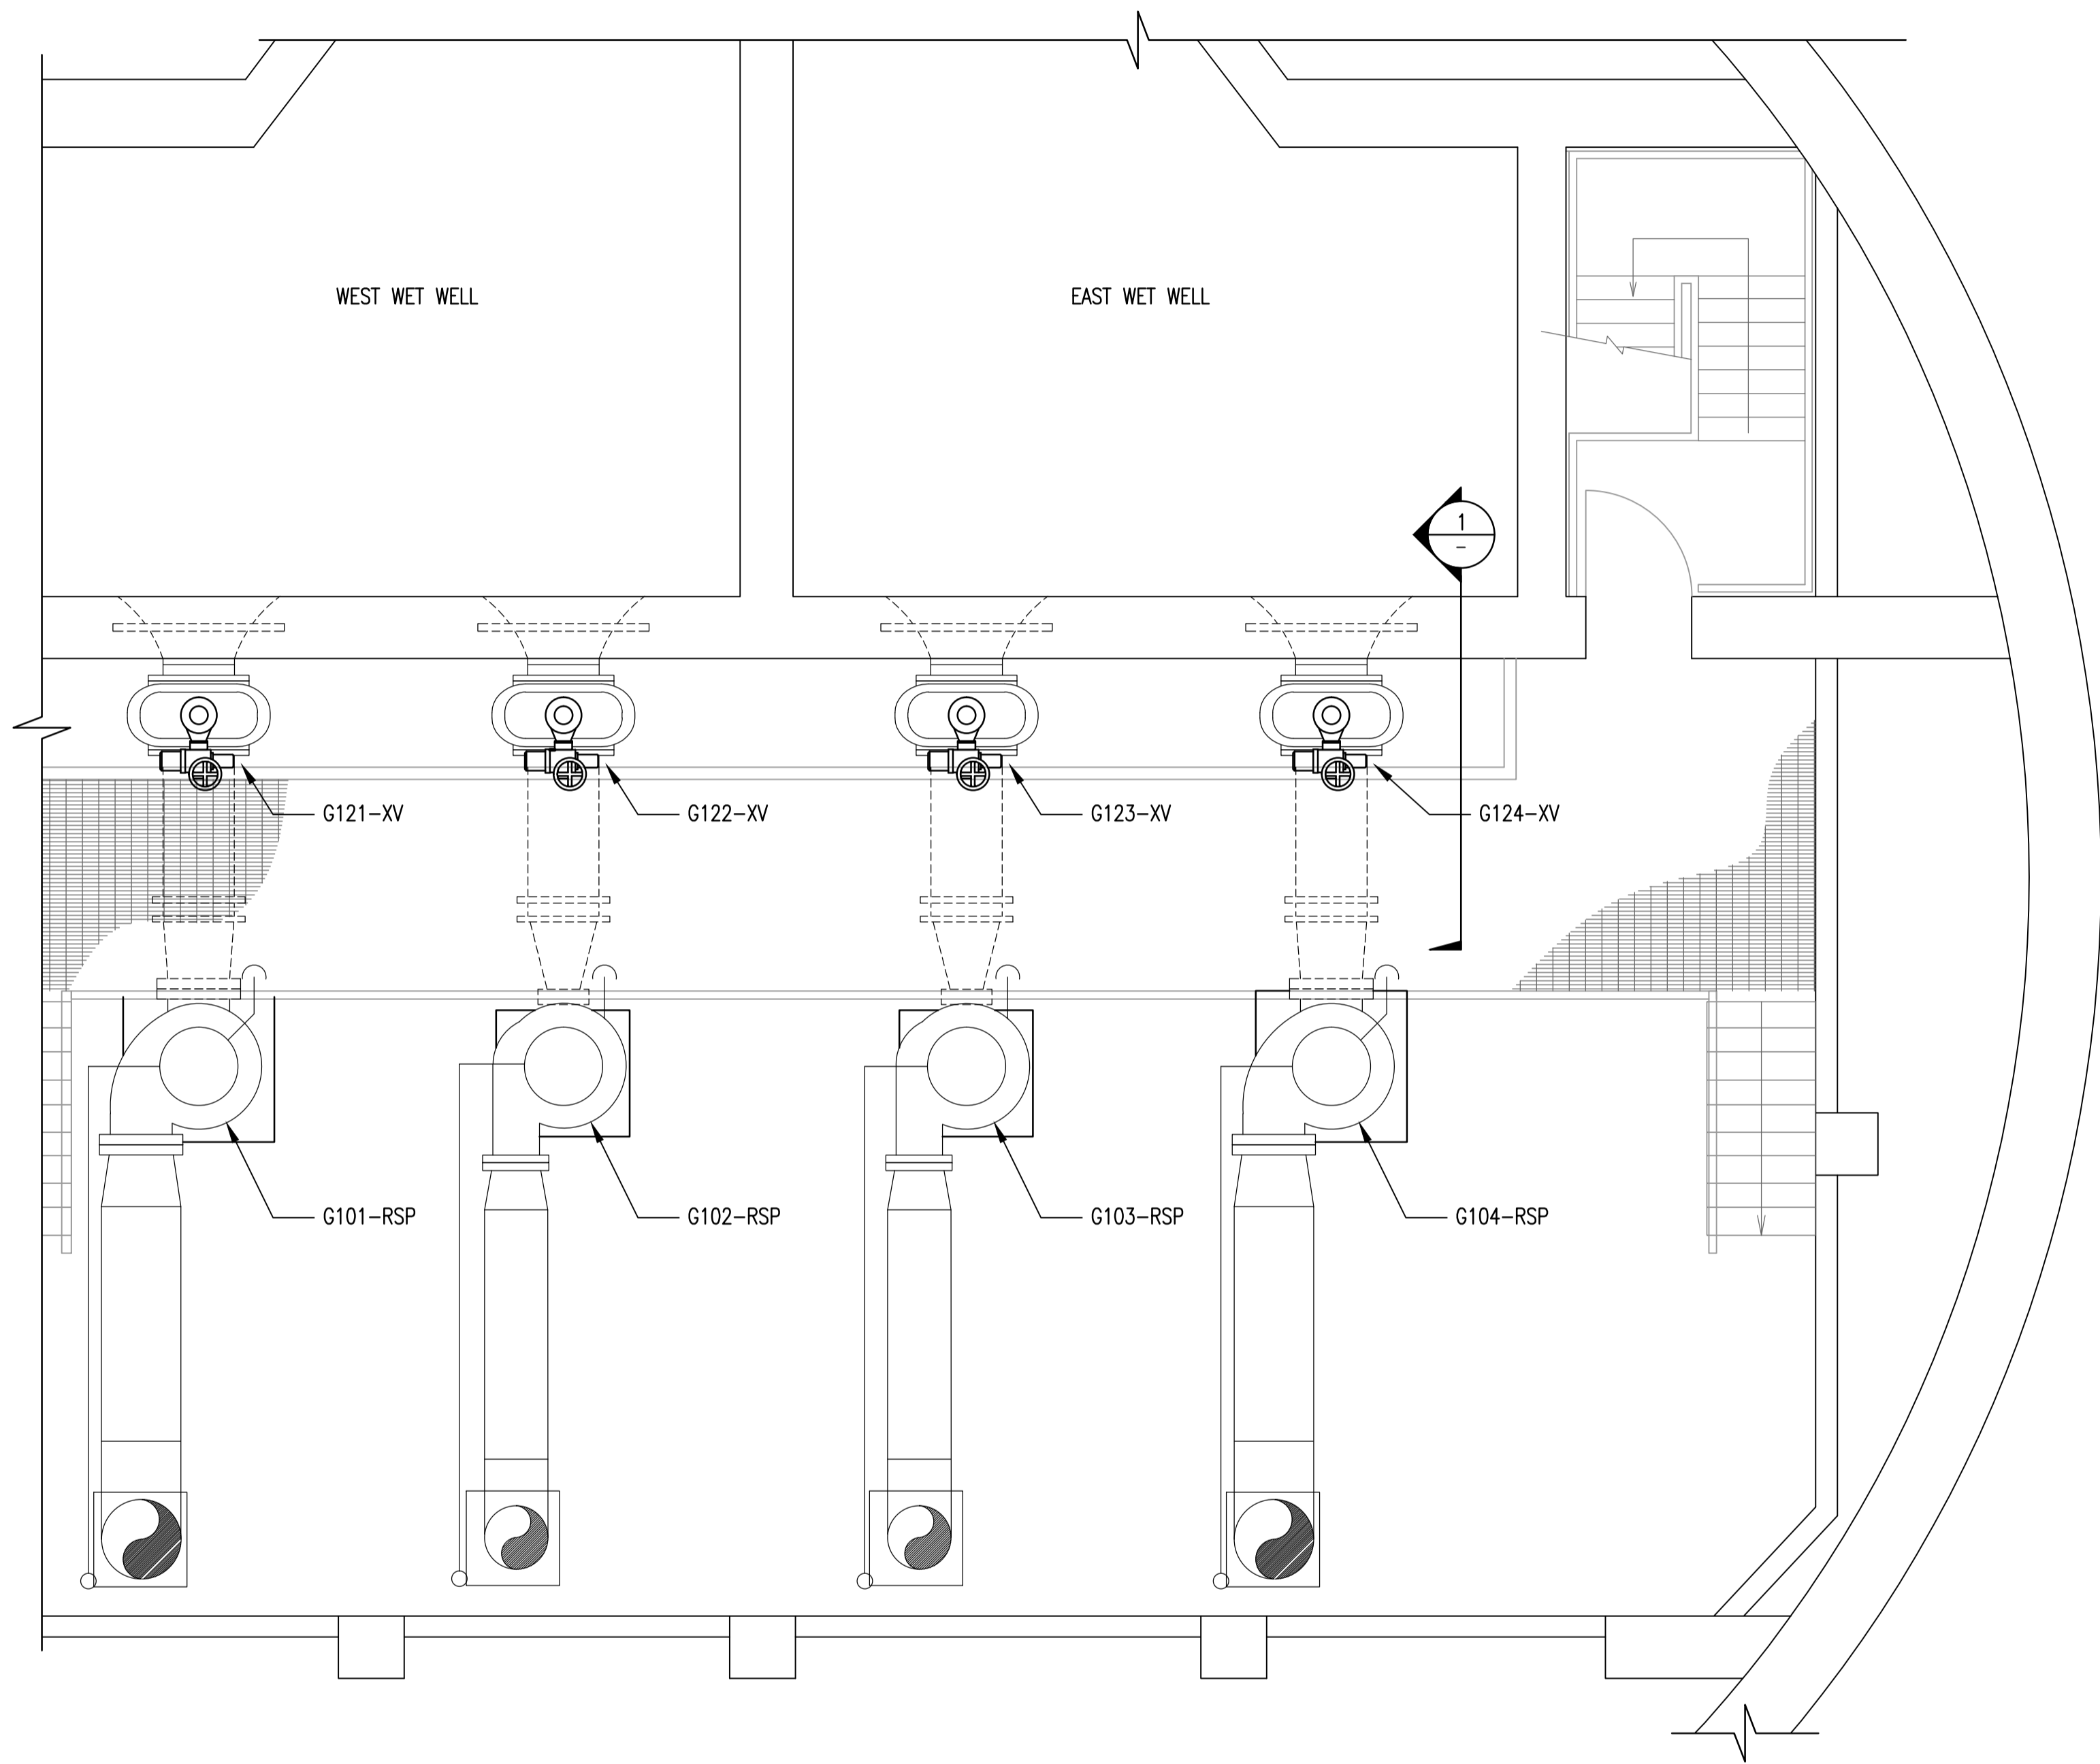 WEST WET WELL
EAST WET WELL
1
-
G121-XV
G122-XV
G123-XV
G124-XV
G101-RSP
G102-RSP
G103-RSP
G104-RSP